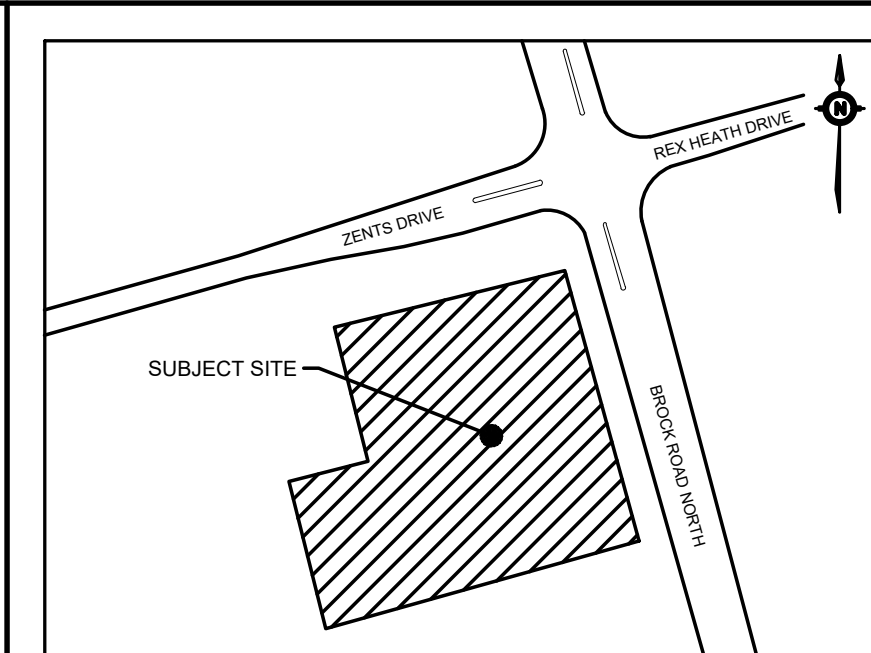 REX HEATH DRIVE
N
ZENTS DRIVE
SUBJECT SITE
BROCK ROAD NORTH